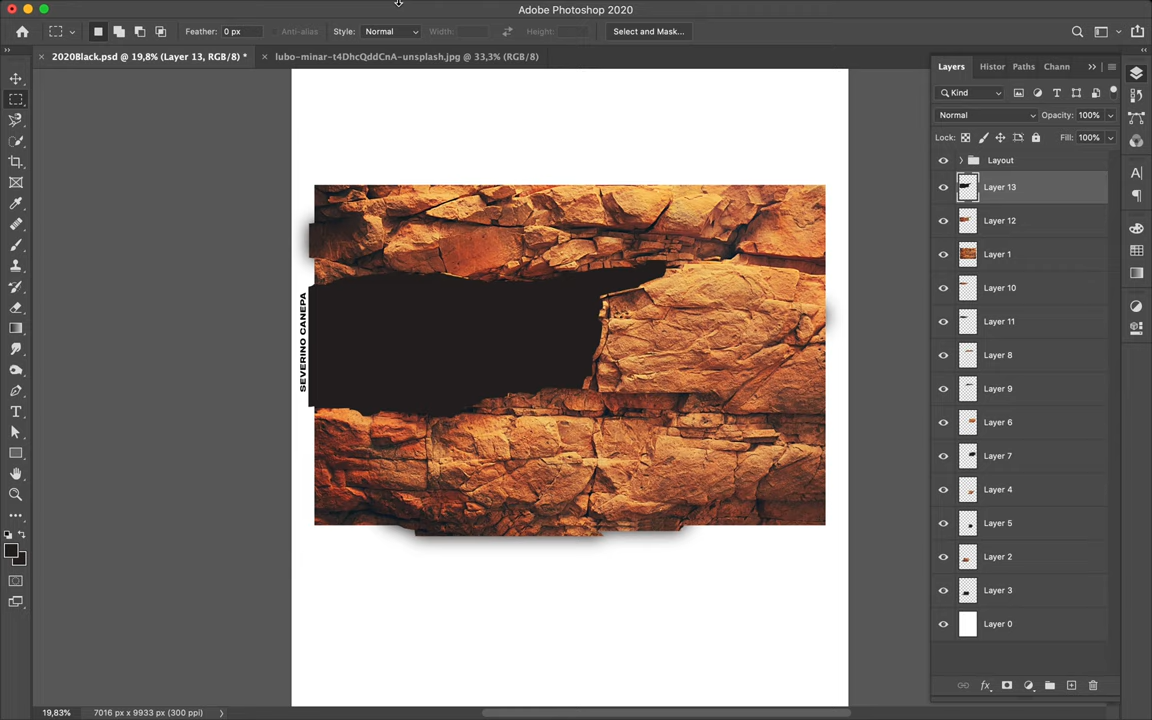 Adobe Photoshop 2020
Feather: 0 px
Anti-alias
Style: Normal
Width:
Height:
Select and Mask...
2020Black.psd @ 19,8% (Layer 13, RGB/8) *
lubo-minar-t4DhcQddCnA-unsplash.jpg @ 33,3% (RGB/8)
Layers
Histor
Paths
Chann
Kind
Normal
Opacity: 100%
Lock:
Fill: 100%
Layout
Layer 13
Layer 12
Layer 1
Layer 10
Layer 11
Layer 8
Layer 9
Layer 6
Layer 7
Layer 4
Layer 5
Layer 2
Layer 3
Layer 0
SEVERINO CANEPA
19,83%
7016 px x 9933 px (300 ppi)